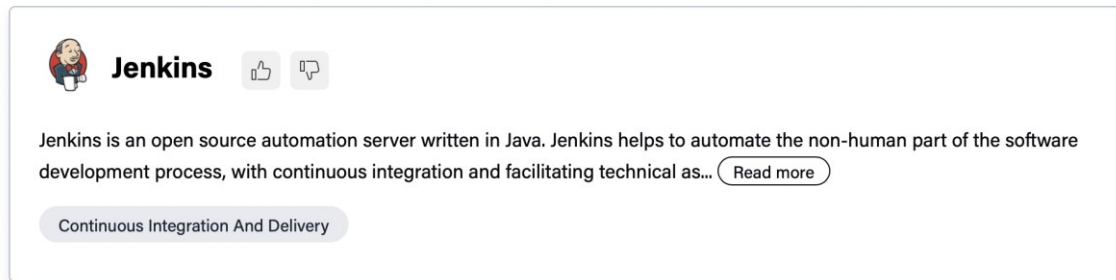 Jenkins
Jenkins is an open source automation server written in Java. Jenkins helps to automate the non-human part of the software
development process, with continuous integration and facilitating technical as... Read more
Continuous Integration And Delivery